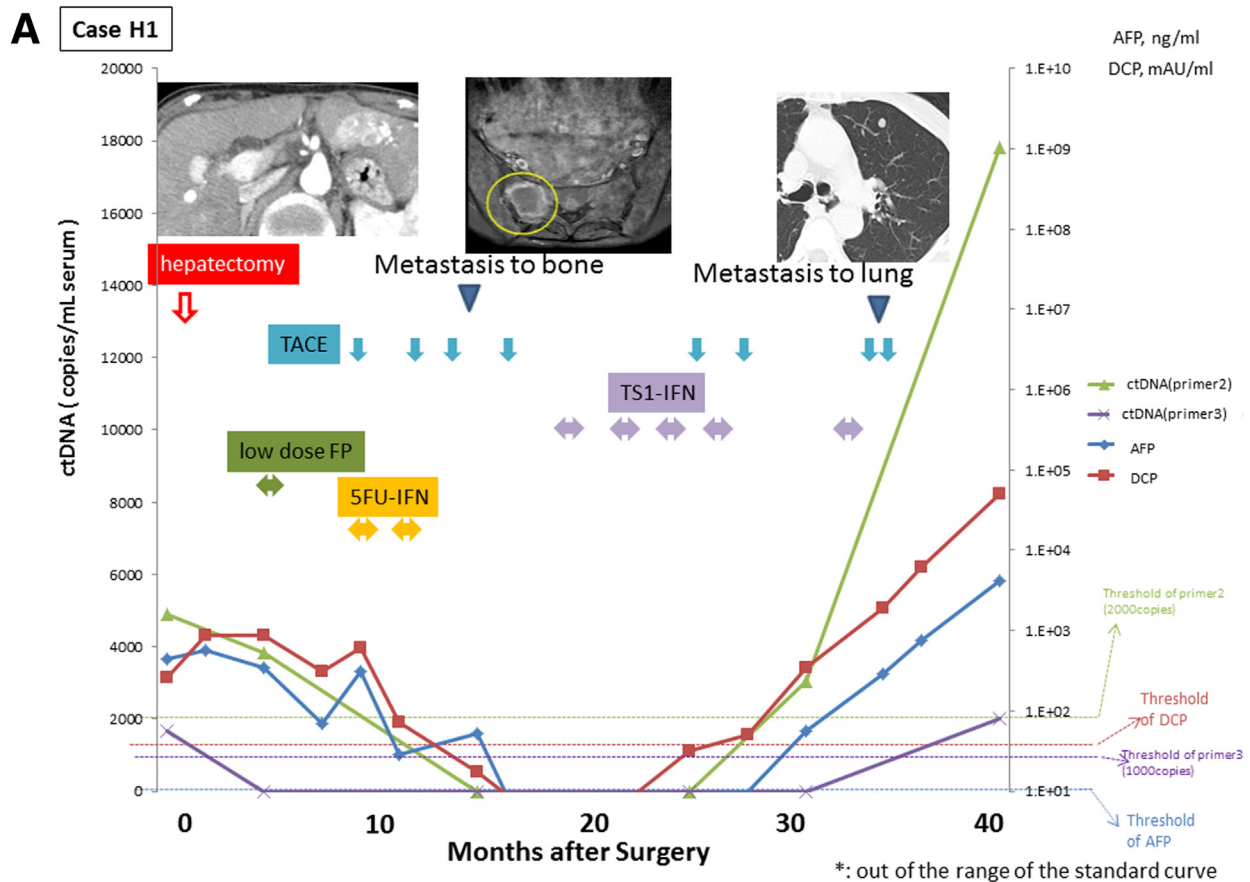 A
Case H1
AFP, ng/ml
DCP, mAU/ml
ctDNA ( copies/mL serum)
20000
18000
16000
14000
12000
10000
8000
6000
4000
2000
0
1.E+10
1.E+09
1.E+08
1.E+07
1.E+06
1.E+05
1.E+04
1.E+03
1.E+02
1.E+01
hepatectomy
Metastasis to bone
Metastasis to lung
TACE
TS1-IFN
low dose FP
5FU-IFN
ctDNA(primer2)
ctDNA(primer3)
AFP
DCP
Threshold of primer2
(2000copies)
Threshold
of DCP
Threshold of primer3
(1000copies)
Threshold
of AFP
0
10
20
30
40
Months after Surgery
*: out of the range of the standard curve